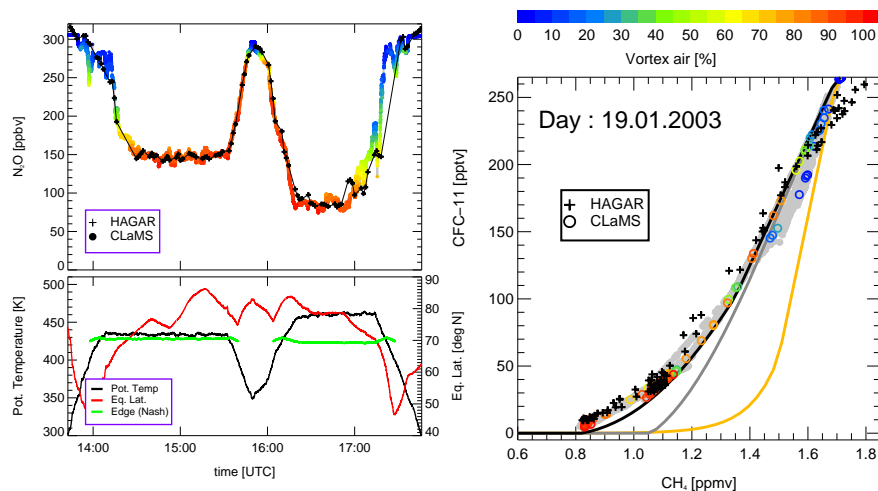 0 10 20 30 40 50 60 70 80 90 100
Vortex air [%]
300
250
200
150
100
50
0
N2O [ppbv]
HAGAR
CLaMS
500
450
400
350
300
Pot. Temperature [K]
90
80
70
60
50
40
Eq. Lat. [deg N]
Pot. Temp
Eq. Lat.
Edge (Nash)
14:00 15:00 16:00 17:00
time [UTC]
Day : 19.01.2003
250
200
150
100
50
0
CFC−11 [pptv]
HAGAR
CLaMS
0.6 0.8 1.0 1.2 1.4 1.6 1.8
CH4 [ppmv]